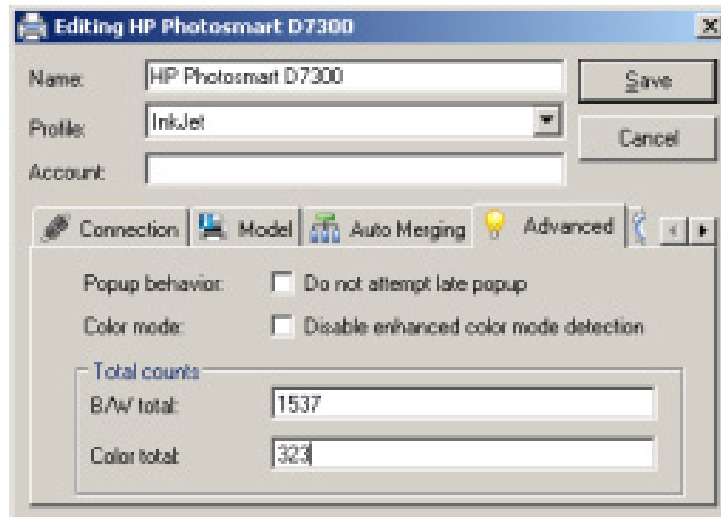 Editing HP Photosmart D7300
Name: HP Photosmart D7300 Save
Profile: InkJet
Cancel
Account:
Connection Model Auto Merging Advanced
Popup behavior: Do not attempt late popup
Color mode: Disable enhanced color mode detection
Total counts
B/W total: 1537
Color total: 323